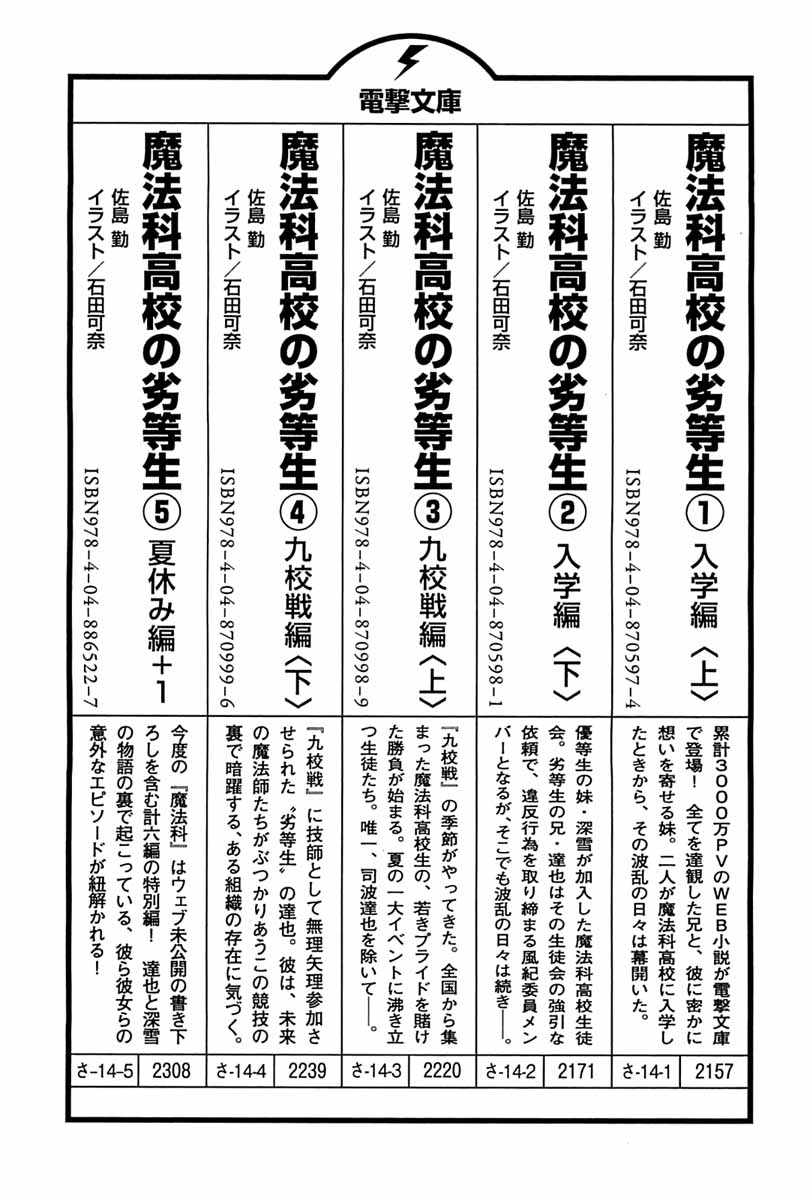 電撃文庫
魔法科高校の劣等生①入学編〈上〉
佐島 勤
イラスト/石田可奈
ISBN978-4-04-870597-4
累計3000万PVのWEB小説が電撃文庫
で登場! 全てを達観した兄と、彼に密かに
想いを寄せる妹。二人が魔法科高校に入学し
たときから、その波乱の日々は幕開いた。
さ-14-1
2157
魔法科高校の劣等生②入学編〈下〉
佐島 勤
イラスト/石田可奈
ISBN978-4-04-870598-1
優等生の妹・深雪が加入した魔法科高校生徒
会。劣等生の兄・達也はその生徒会の強引な
依頼で、違反行為を取り締まる風紀委員メン
バーとなるが、そこでも波乱の日々は続き──。
さ-14-2
2171
魔法科高校の劣等生③九校戦編〈上〉
佐島 勤
イラスト/石田可奈
ISBN978-4-04-870998-9
『九校戦』の季節がやってきた。全国から集
まった魔法科高校生の、若きプライドを賭け
た勝負が始まる。夏の一大イベントに沸き立
つ生徒たち。唯一、司波達也を除いて──。
さ-14-3
2220
魔法科高校の劣等生④九校戦編〈下〉
佐島 勤
イラスト/石田可奈
ISBN978-4-04-870999-6
『九校戦』に技師として無理矢理参加さ
せられた〝劣等生〟の達也。彼は、未来
の魔法師たちがぶつかりあうこの競技の
裏で暗躍する、ある組織の存在に気づく。
さ-14-4
2239
魔法科高校の劣等生⑤夏休み編+1
佐島 勤
イラスト/石田可奈
ISBN978-4-04-886522-7
今度の『魔法科』はウェブ未公開の書き下
ろしを含む計六編の特別編! 達也と深雪
の物語の裏で起こっている、彼ら彼女らの
意外なエピソードが紐解かれる!
さ-14-5
2308